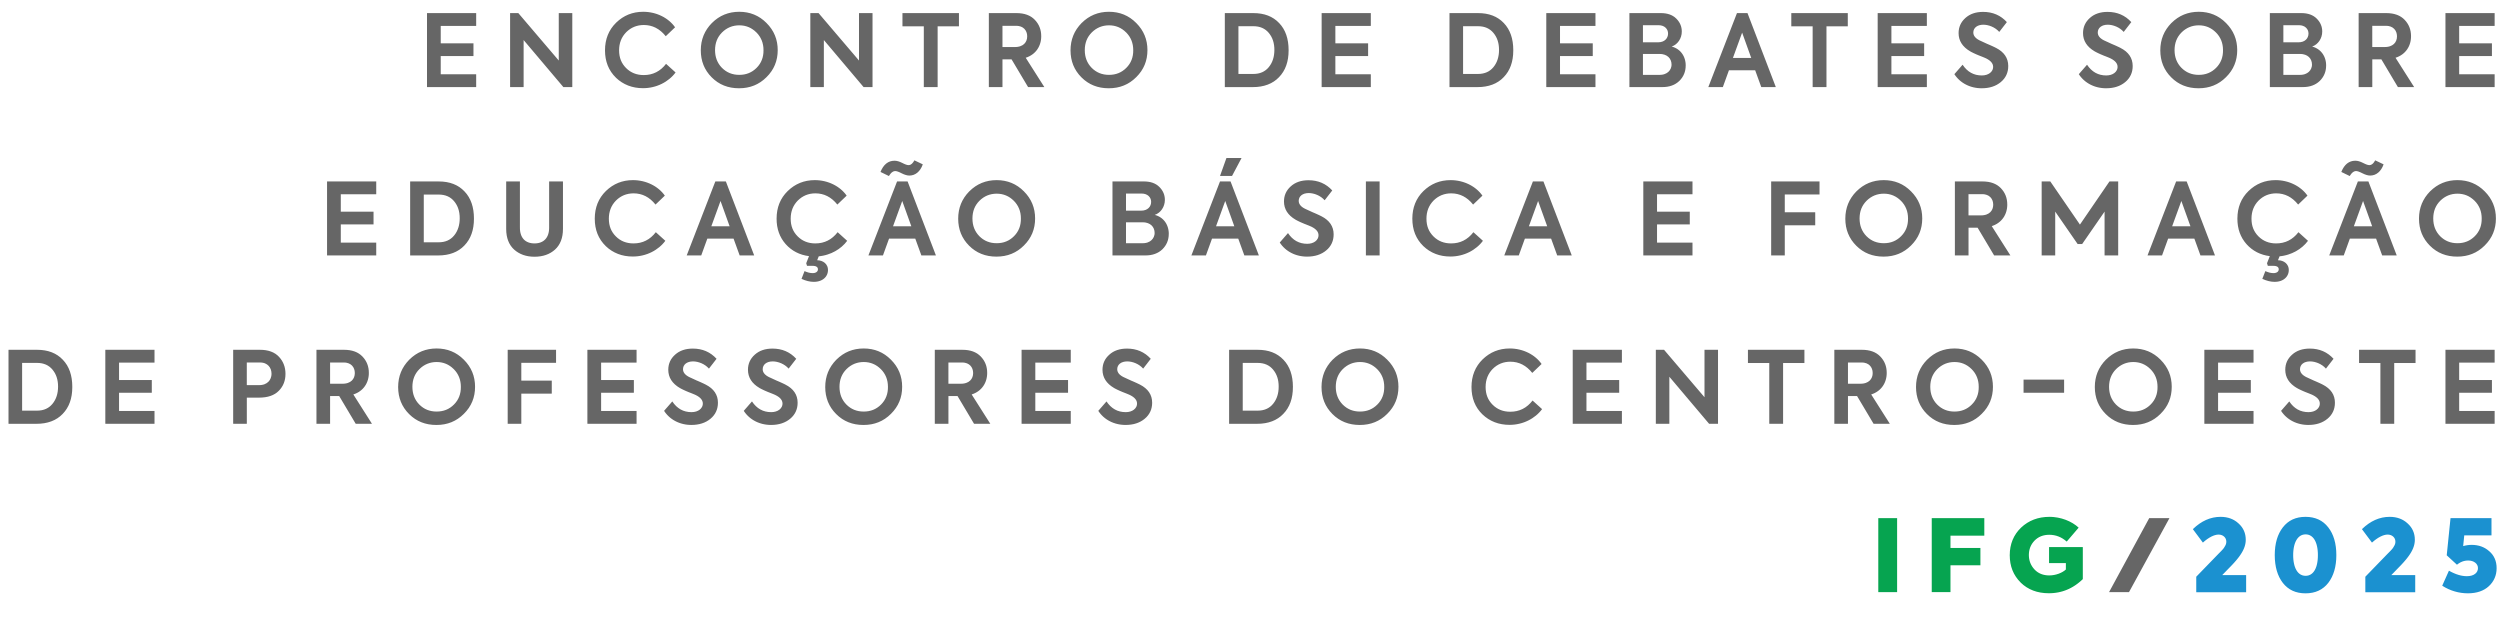 ENCONTRO DE DEBATES SOBRE
EDUCAÇÃO BÁSICA E FORMAÇÃO
DE PROFESSORES DO CENTRO-OESTE
IFG/2025